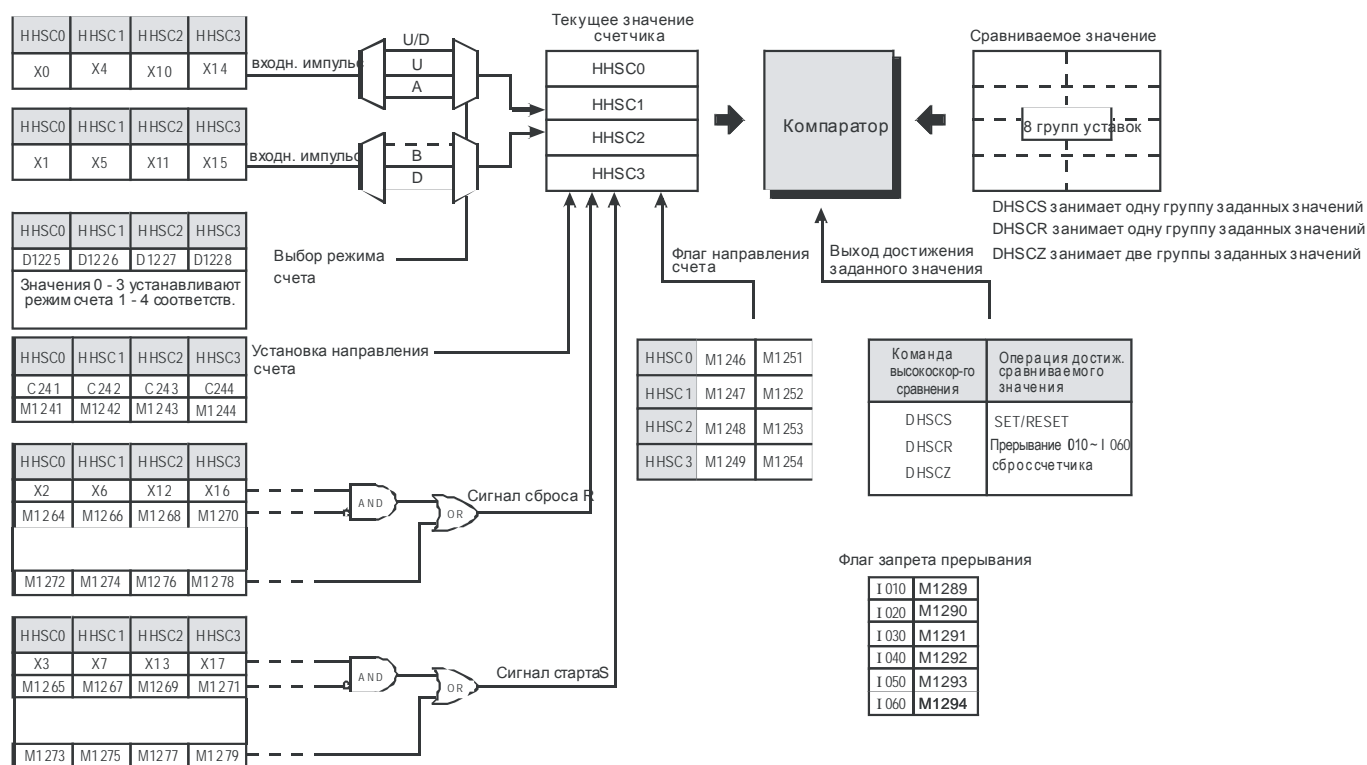 HHSC0 HHSC1 HHSC2 HHSC3
X0 X4 X10 X14
входн. импульс
U/D
U
A
HHSC0 HHSC1 HHSC2 HHSC3
X1 X5 X11 X15
входн. импульс
B
D
HHSC0 HHSC1 HHSC2 HHSC3
D1225 D1226 D1227 D1228
Значения 0 - 3 устанавливают
режим счета 1 - 4 соответств.
Выбор режима
счета
HHSC0 HHSC1 HHSC2 HHSC3
C241 C242 C243 C244
M1241 M1242 M1243 M1244
Установка направления
счета
HHSC0 HHSC1 HHSC2 HHSC3
X2 X6 X12 X16
M1264 M1266 M1268 M1270
M1272 M1274 M1276 M1278
AND
OR
Сигнал сброса R
HHSC0 HHSC1 HHSC2 HHSC3
X3 X7 X13 X17
M1265 M1267 M1269 M1271
M1273 M1275 M1277 M1279
AND
OR
Сигнал стартаS
Текущее значение
счетчика
HHSC0
HHSC1
HHSC2
HHSC3
Компаратор
Сравниваемое значение
8 групп уставок
DHSCS занимает одну группу заданных значений
DHSCR занимает одну группу заданных значений
DHSCZ занимает две группы заданных значений
Флаг направления
счета
Выход достижения
заданного значения
HHSC0 M1246 M1251
HHSC1 M1247 M1252
HHSC2 M1248 M1253
HHSC3 M1249 M1254
Команда
высокоскор-го
сравнения
Операция достиж.
сравниваемого
значения
DHSCS
DHSCR
DHSCZ
SET/RESET
Прерывание I010~I 060
сброс счетчика
Флаг запрета прерывания
I 010 M1289
I 020 M1290
I 030 M1291
I 040 M1292
I 050 M1293
I 060 M1294